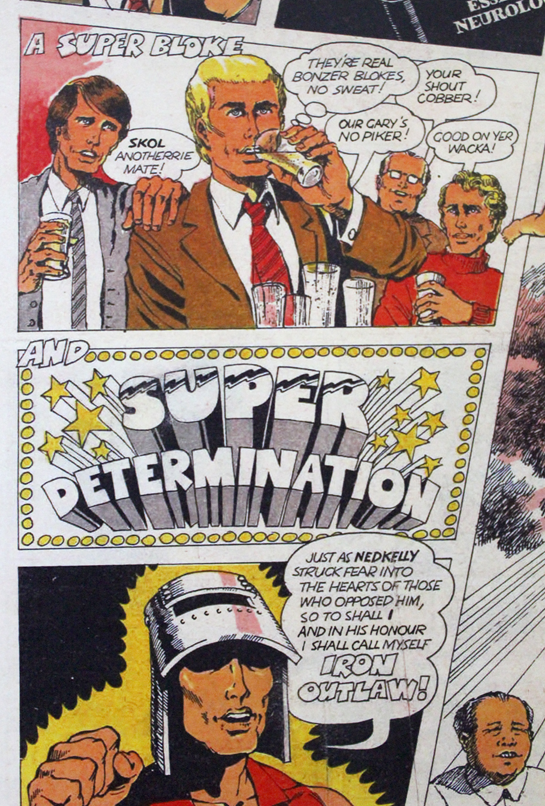 NEUROLO
A SUPER BLOKE
THEY'RE REAL
BONZER BLOKES,
NO SWEAT!
YOUR
SHOUT
COBBER!
OUR GARY'S
NO PIKER!
GOOD ON YER
WACKA!
SKOL
ANOTHERRIE
MATE!
AND
SUPER
DETERMINATION
JUST AS NEDKELLY
STRUCK FEAR INTO
THE HEARTS OF THOSE
WHO OPPOSED HIM,
SO TO SHALL I
AND IN HIS HONOUR
I SHALL CALL MYSELF
IRON
OUTLAW!